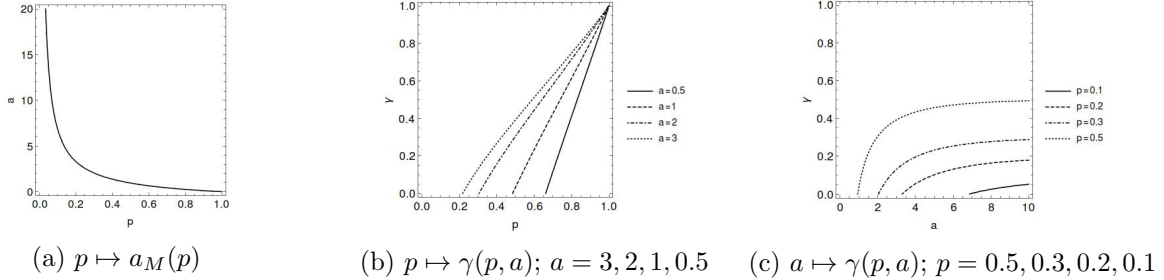 20
15
10
5
0
a
0.0 0.2 0.4 0.6 0.8 1.0
p
(a) p ↦ a_M(p)
1.0
0.8
0.6
0.4
0.2
0.0
γ
0.0 0.2 0.4 0.6 0.8 1.0
p
a=0.5
a=1
a=2
a=3
(b) p ↦ γ(p,a); a = 3,2,1,0.5
1.0
0.8
0.6
0.4
0.2
0.0
γ
0 2 4 6 8 10
a
p=0.1
p=0.2
p=0.3
p=0.5
(c) a ↦ γ(p,a); p = 0.5,0.3,0.2,0.1